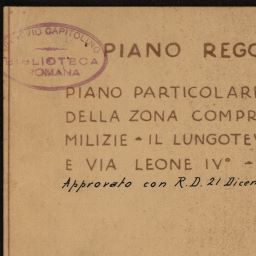 ARCHIVIO CAPITOLINO
BIBLIOTECA
ROMANA
PIANO REGO
PIANO PARTICOLARE
DELLA ZONA COMPR
MILIZIE - IL LUNGOTEV
E VIA LEONE IV° -
Approvato con R.D. 21 Dicem